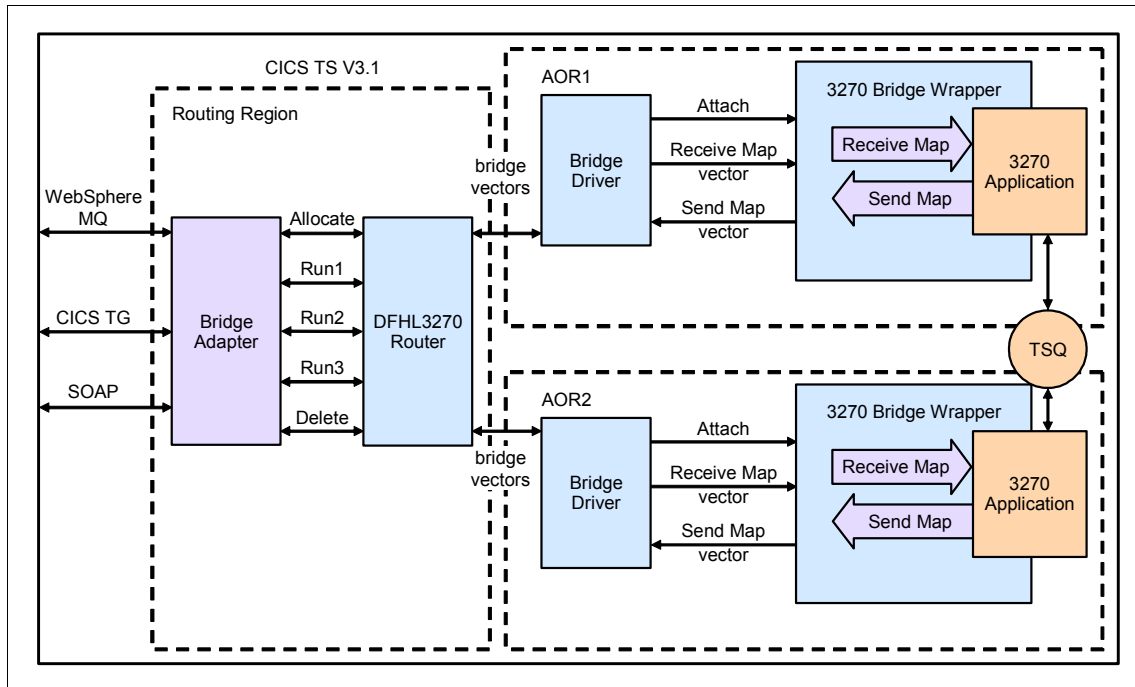 CICS TS V3.1
Routing Region
WebSphere
MQ
CICS TG
SOAP
Bridge
Adapter
Allocate
Run1
Run2
Run3
Delete
DFHL3270
Router
bridge
vectors
bridge
vectors
AOR1
Bridge
Driver
Attach
Receive Map
vector
Send Map
vector
3270 Bridge Wrapper
Receive Map
Send Map
3270
Application
TSQ
AOR2
Bridge
Driver
Attach
Receive Map
vector
Send Map
vector
3270 Bridge Wrapper
Receive Map
Send Map
3270
Application